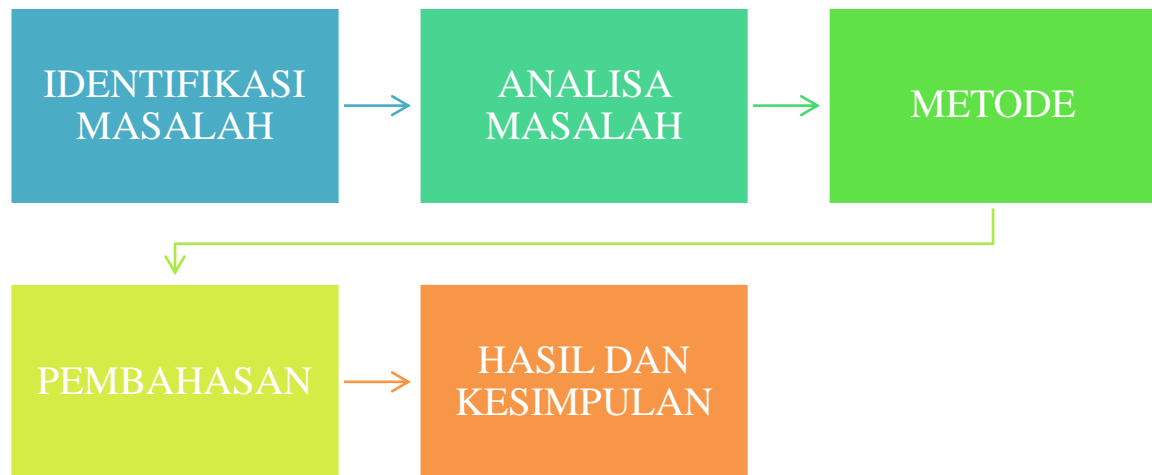 IDENTIFIKASI
MASALAH
ANALISA
MASALAH
METODE
PEMBAHASAN
HASIL DAN
KESIMPULAN